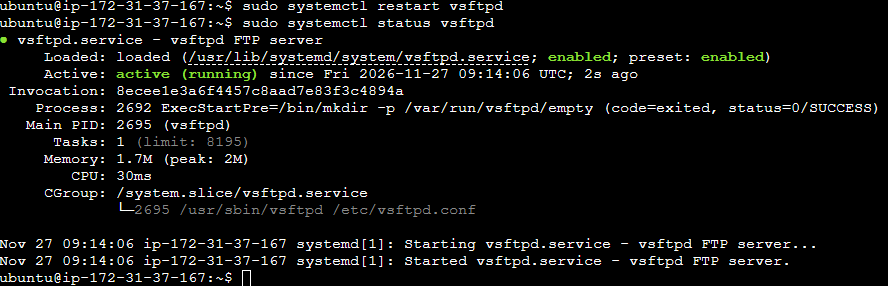 ubuntu@ip-172-31-37-167:~$ sudo systemctl restart vsftpd
ubuntu@ip-172-31-37-167:~$ sudo systemctl status vsftpd
● vsftpd.service - vsftpd FTP server
     Loaded: loaded (/usr/lib/systemd/system/vsftpd.service; enabled; preset: enabled)
     Active: active (running) since Fri 2026-11-27 09:14:06 UTC; 2s ago
 Invocation: 8ecee1e3a6f4457c8aad7e83f3c4894a
    Process: 2692 ExecStartPre=/bin/mkdir -p /var/run/vsftpd/empty (code=exited, status=0/SUCCESS)
   Main PID: 2695 (vsftpd)
      Tasks: 1 (limit: 8195)
     Memory: 1.7M (peak: 2M)
        CPU: 30ms
     CGroup: /system.slice/vsftpd.service
             └─2695 /usr/sbin/vsftpd /etc/vsftpd.conf

Nov 27 09:14:06 ip-172-31-37-167 systemd[1]: Starting vsftpd.service - vsftpd FTP server...
Nov 27 09:14:06 ip-172-31-37-167 systemd[1]: Started vsftpd.service - vsftpd FTP server.
ubuntu@ip-172-31-37-167:~$